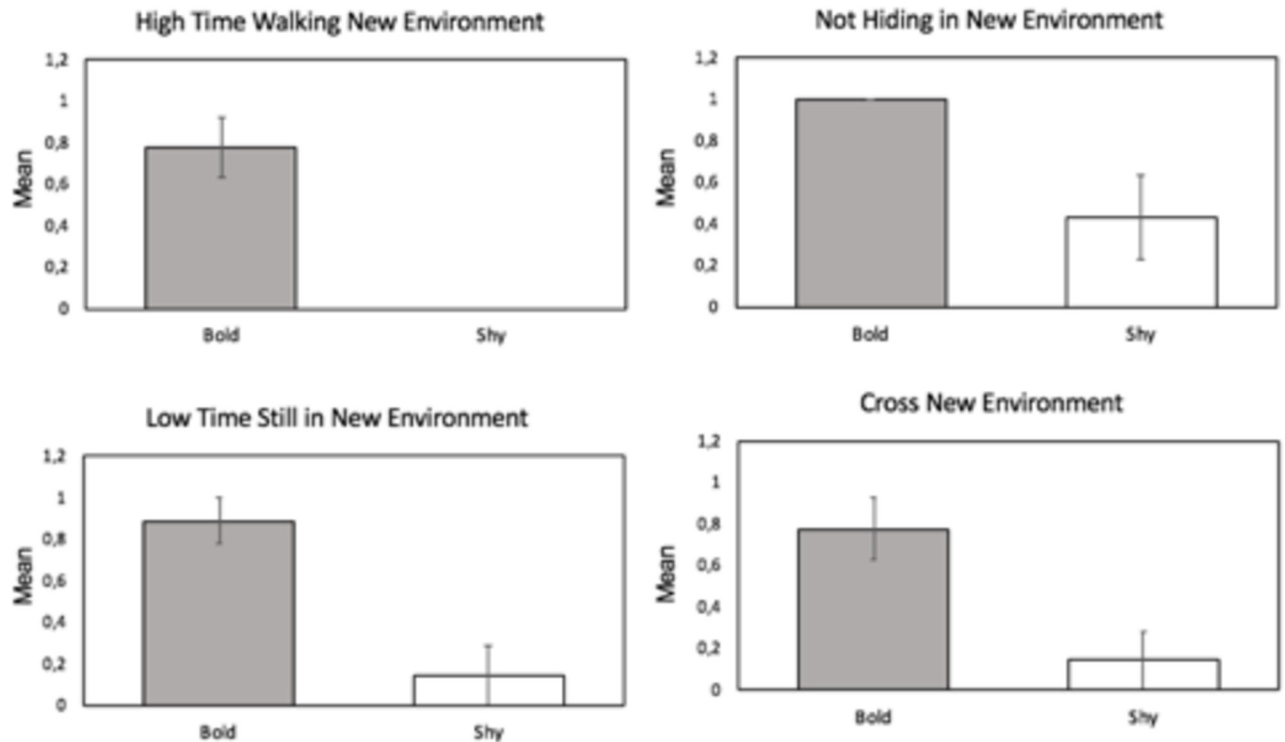 High Time Walking New Environment
1,2
1
0,8
0,6
0,4
0,2
0
Mean
Bold
Shy
Not Hiding in New Environment
1,2
1
0,8
0,6
0,4
0,2
0
Mean
Bold
Shy
Low Time Still in New Environment
1,2
1
0,8
0,6
0,4
0,2
0
Mean
Bold
Shy
Cross New Environment
1,2
1
0,8
0,6
0,4
0,2
0
Mean
Bold
Shy